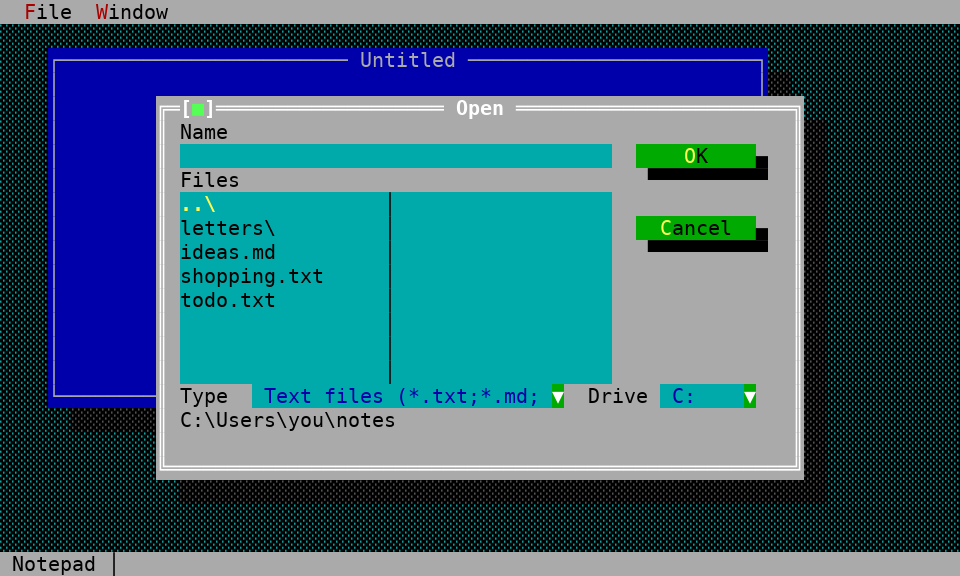 File  Window
Untitled
[■] Open
Name
OK
Files
..\
letters\
Cancel
ideas.md
shopping.txt
todo.txt
Type  Text files (*.txt;*.md; ▼  Drive  C: ▼
C:\Users\you\notes
Notepad